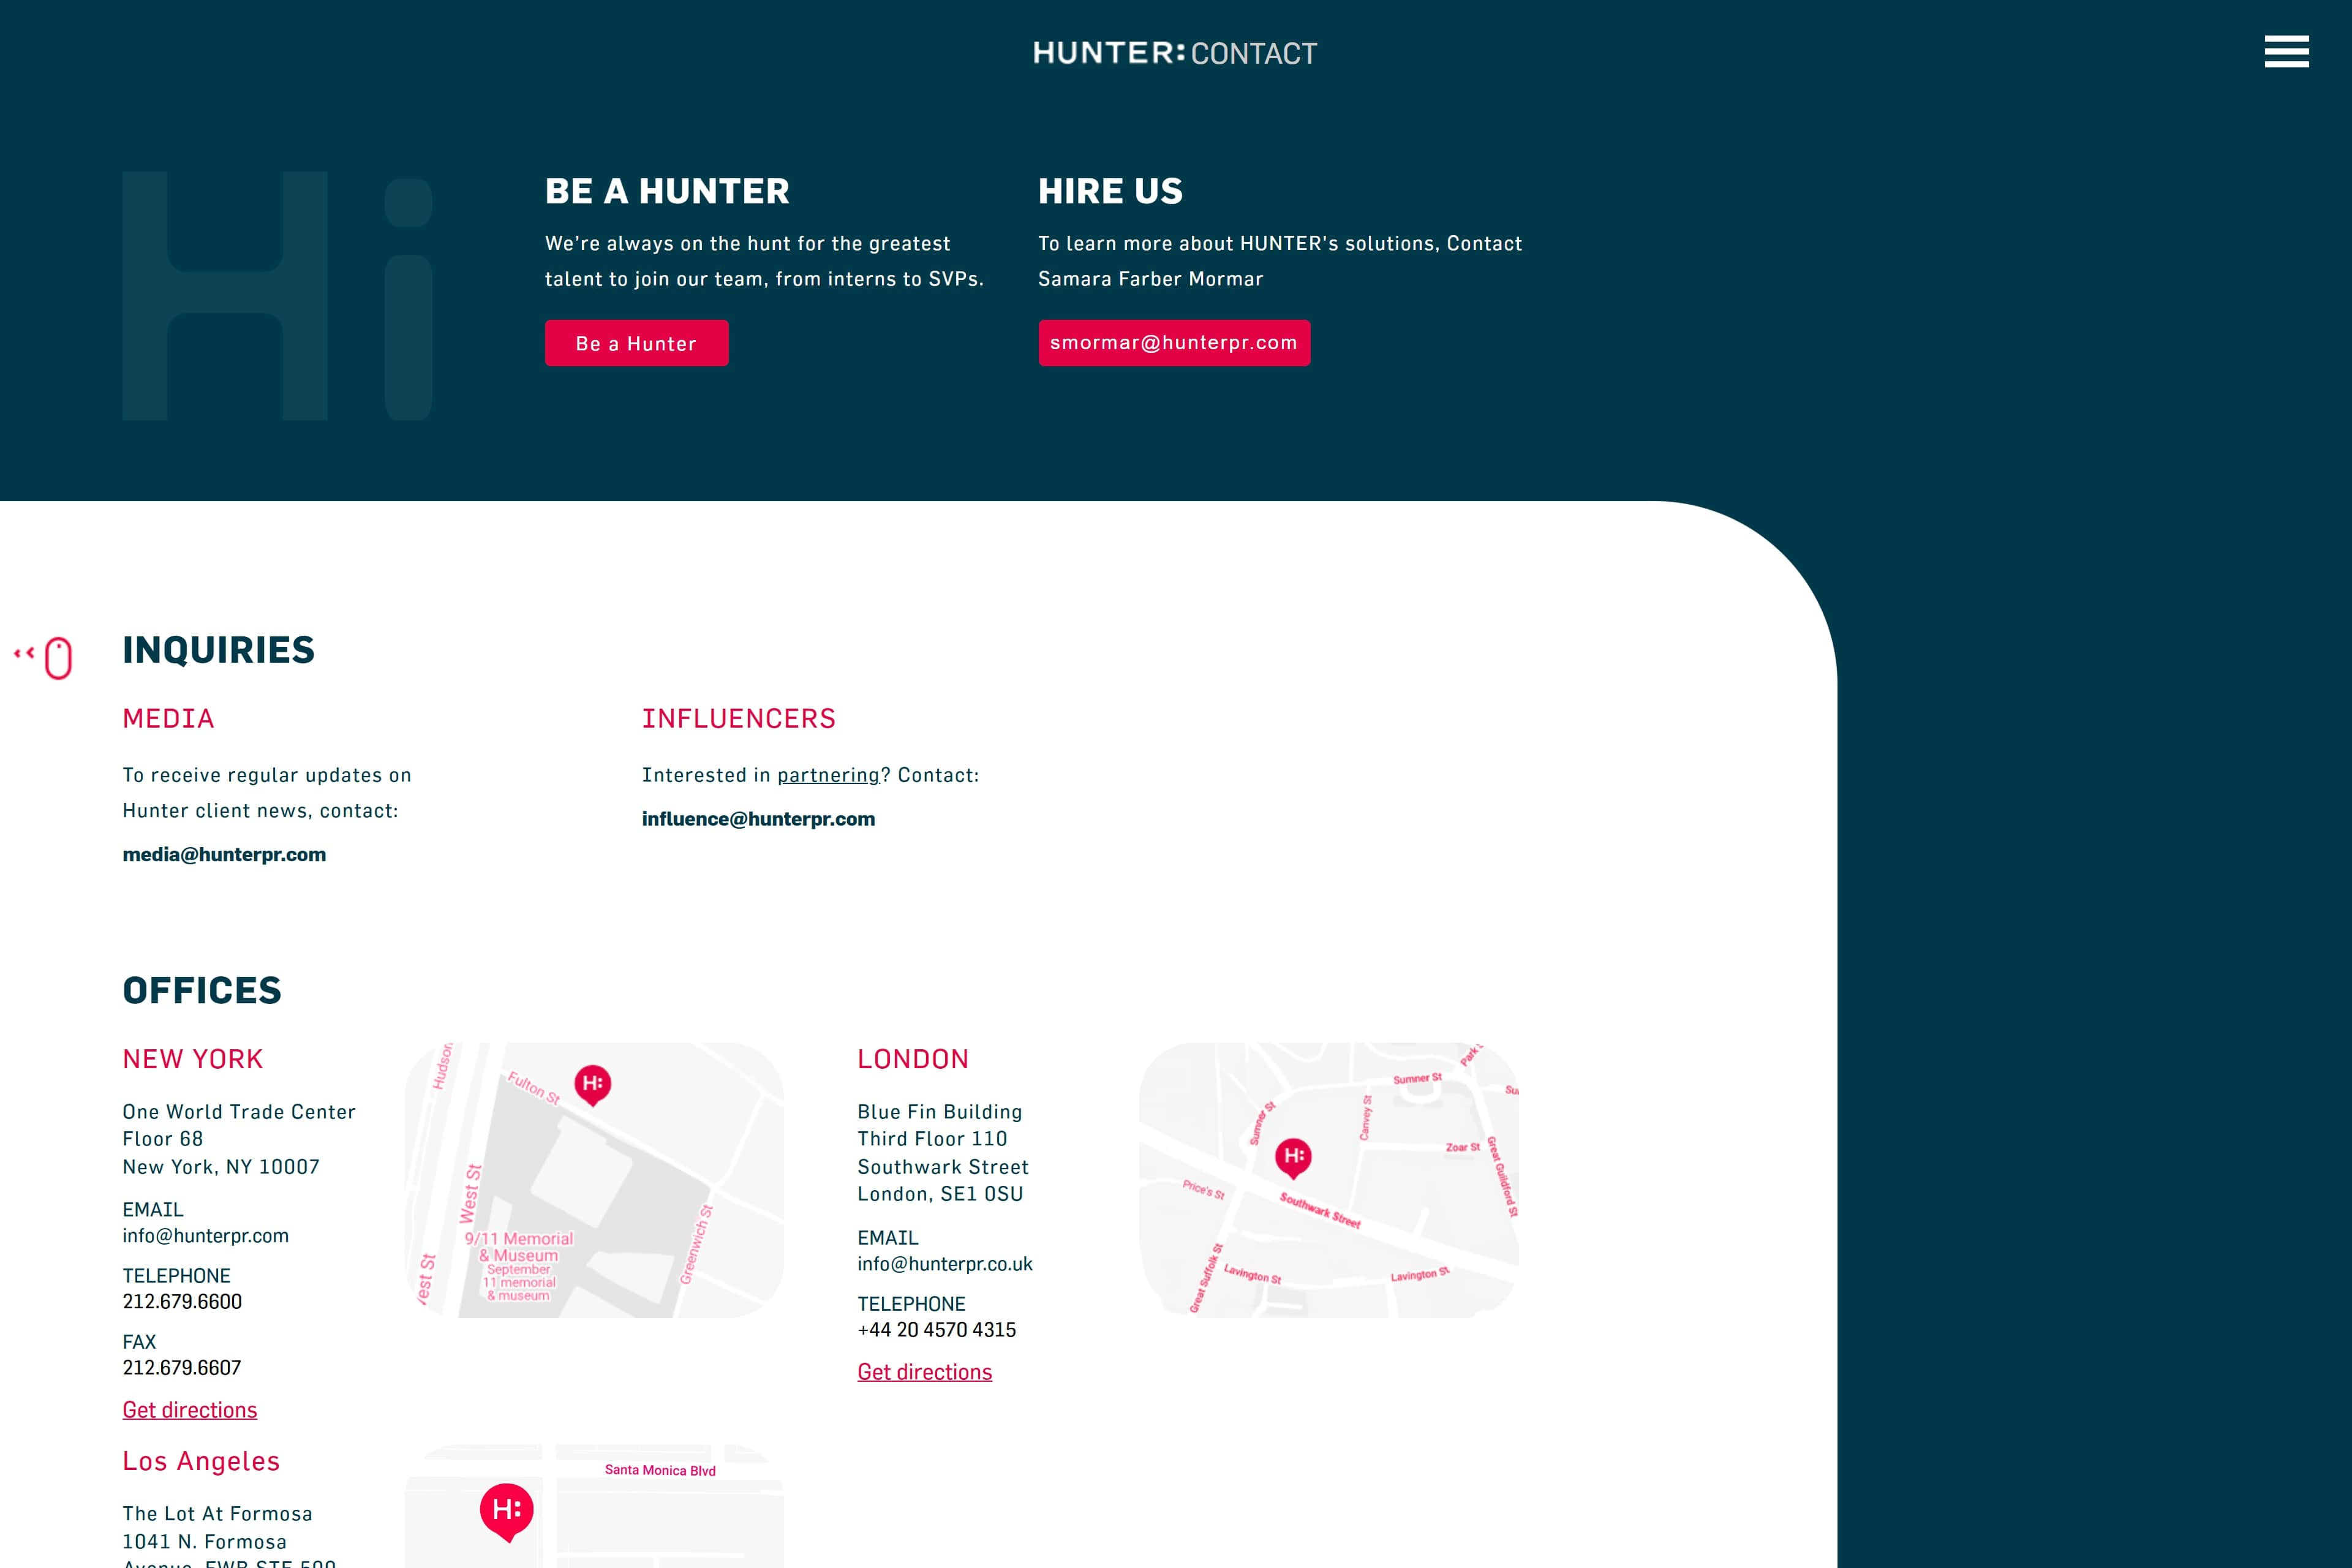 HUNTER: CONTACT
Hi
BE A HUNTER
We're always on the hunt for the greatest
talent to join our team, from interns to SVPs.
Be a Hunter
HIRE US
To learn more about HUNTER's solutions, Contact
Samara Farber Mormar
smormar@hunterpr.com
INQUIRIES
MEDIA
To receive regular updates on
Hunter client news, contact:
media@hunterpr.com
INFLUENCERS
Interested in partnering? Contact:
influence@hunterpr.com
OFFICES
NEW YORK
One World Trade Center
Floor 68
New York, NY 10007
EMAIL
info@hunterpr.com
TELEPHONE
212.679.6600
FAX
212.679.6607
Get directions
Hudson
Fulton St
H:
West St
9/11 Memorial
& Museum
September
11 memorial
& museum
Greenwich St
LONDON
Blue Fin Building
Third Floor 110
Southwark Street
London, SE1 0SU
EMAIL
info@hunterpr.co.uk
TELEPHONE
+44 20 4570 4315
Get directions
Park
Sumner St
Sumner St
Canvey St
Zoar St
Great Guildford St
H:
Price's St
Southwark Street
Great Suffolk St
Lavington St
Lavington St
Los Angeles
The Lot At Formosa
1041 N. Formosa
Avenue, FWB STE 500
Santa Monica Blvd
H: